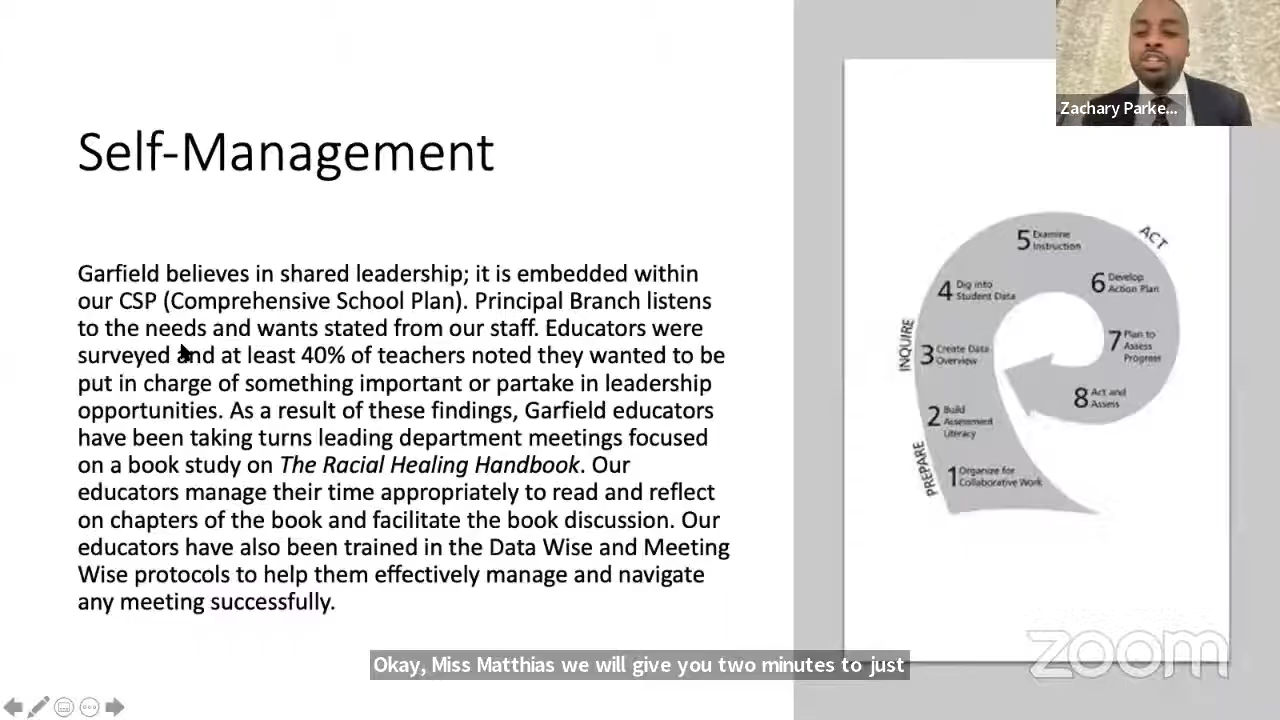 Self-Management
Garfield believes in shared leadership; it is embedded within
our CSP (Comprehensive School Plan). Principal Branch listens
to the needs and wants stated from our staff. Educators were
surveyed and at least 40% of teachers noted they wanted to be
put in charge of something important or partake in leadership
opportunities. As a result of these findings, Garfield educators
have been taking turns leading department meetings focused
on a book study on The Racial Healing Handbook. Our
educators manage their time appropriately to read and reflect
on chapters of the book and facilitate the book discussion. Our
educators have also been trained in the Data Wise and Meeting
Wise protocols to help them effectively manage and navigate
any meeting successfully.
Zachary Parke...
ACT
5 Examine
Instruction
6 Develop
Action Plan
4 Dig into
Student Data
7 Plan to
Assess
Progress
INQUIRE
3 Create Data
Overview
8 Act and
Assess
2 Build
Assessment
Literacy
PREPARE
1 Organize for
Collaborative Work
zoom
Okay, Miss Matthias we will give you two minutes to just